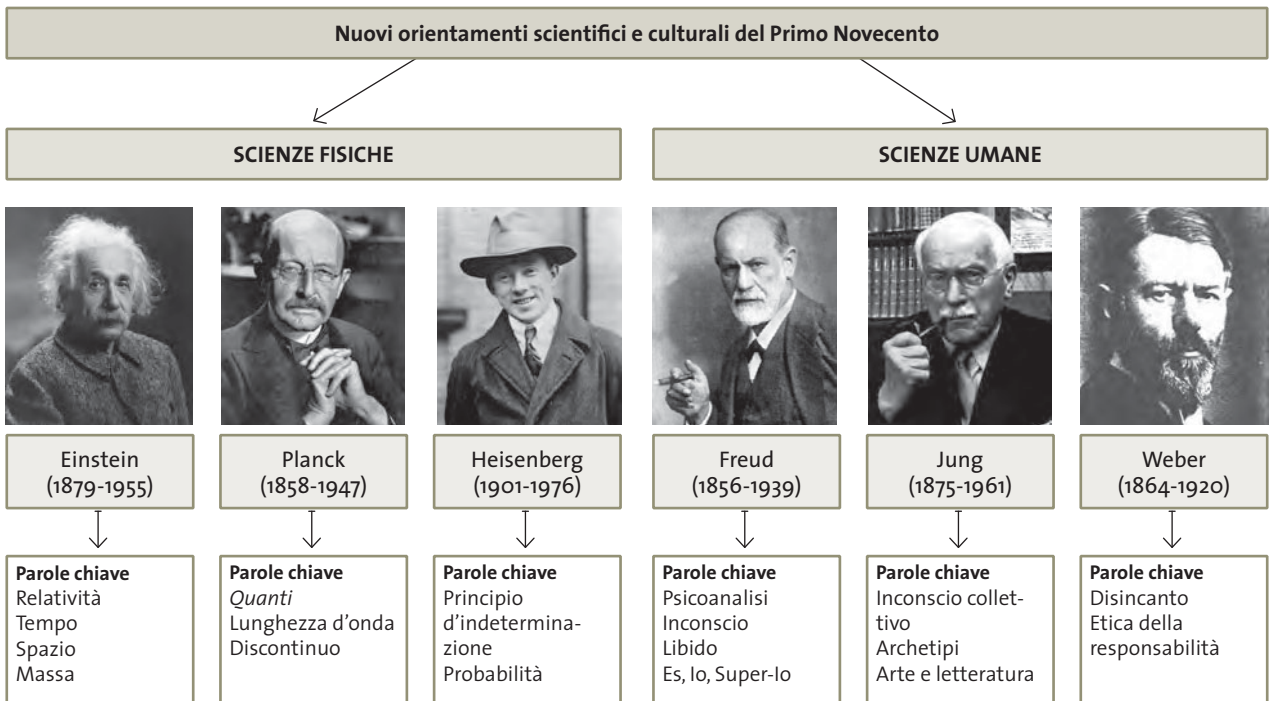 Nuovi orientamenti scientifici e culturali del Primo Novecento
SCIENZE FISICHE
SCIENZE UMANE
Einstein
(1879-1955)
Planck
(1858-1947)
Heisenberg
(1901-1976)
Freud
(1856-1939)
Jung
(1875-1961)
Weber
(1864-1920)
Parole chiave
Relatività
Tempo
Spazio
Massa
Parole chiave
Quanti
Lunghezza d’onda
Discontinuo
Parole chiave
Principio
d’indetermina-
zione
Probabilità
Parole chiave
Psicoanalisi
Inconscio
Libido
Es, Io, Super-Io
Parole chiave
Inconscio collet-
tivo
Archetipi
Arte e letteratura
Parole chiave
Disincanto
Etica della
responsabilità